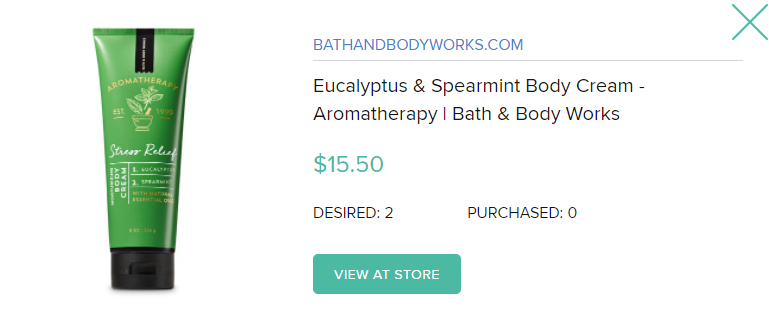 BATHANDBODYWORKS.COM
Eucalyptus & Spearmint Body Cream -
Aromatherapy | Bath & Body Works
$15.50
DESIRED: 2
PURCHASED: 0
VIEW AT STORE
AROMATHERAPY
EST.
Stress Relief
BODY
CREAM
1. EUCALYPTUS
2. SPEARMINT
WITH NATURAL
ESSENTIAL OILS